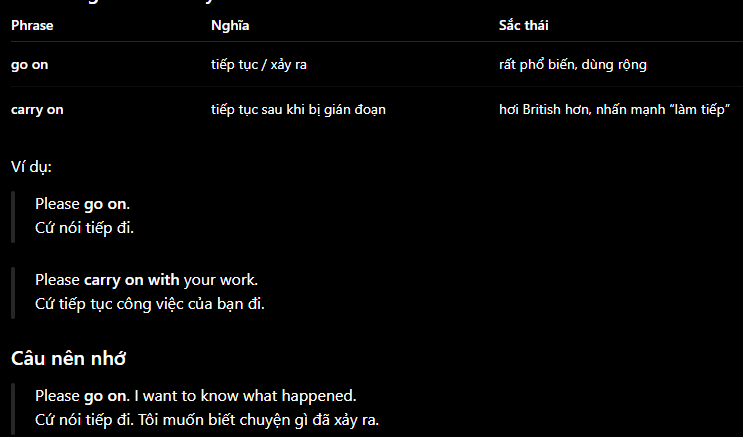 Phrase Nghĩa Sắc thái
go on tiếp tục / xảy ra rất phổ biến, dùng rộng
carry on tiếp tục sau khi bị gián đoạn hơi British hơn, nhấn mạnh “làm tiếp”
Ví dụ:
Please go on.
Cứ nói tiếp đi.
Please carry on with your work.
Cứ tiếp tục công việc của bạn đi.
Câu nên nhớ
Please go on. I want to know what happened.
Cứ nói tiếp đi. Tôi muốn biết chuyện gì đã xảy ra.